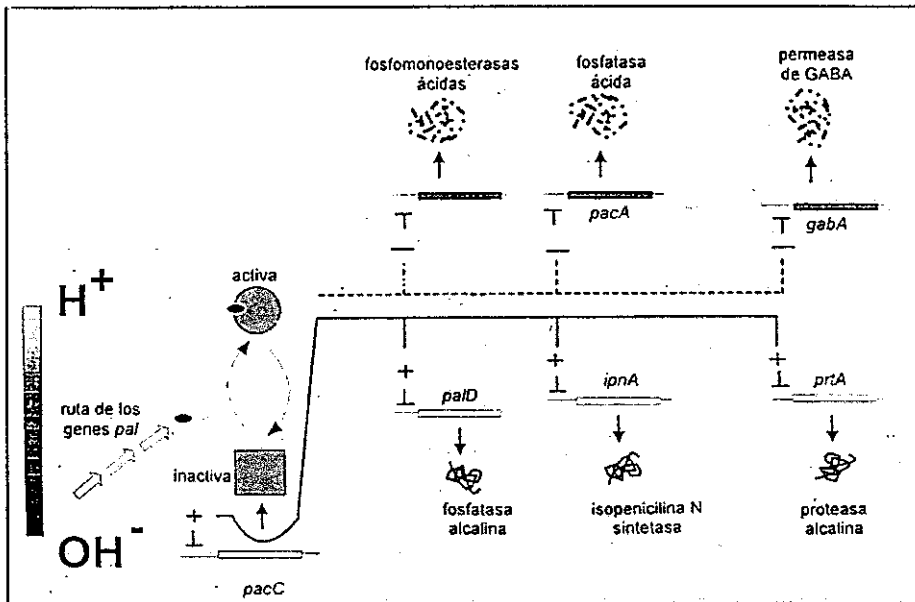 fosfomonoesterasas
ácidas
fosfatasa
ácida
permeasa
de GABA
pacA
gabA
activa
H+
ruta de los
genes pal
inactiva
OH-
pacC
+
+
+
+
palD
ipnA
prtA
fosfatasa
alcalina
isopenicilina N
sintetasa
proteasa
alcalina